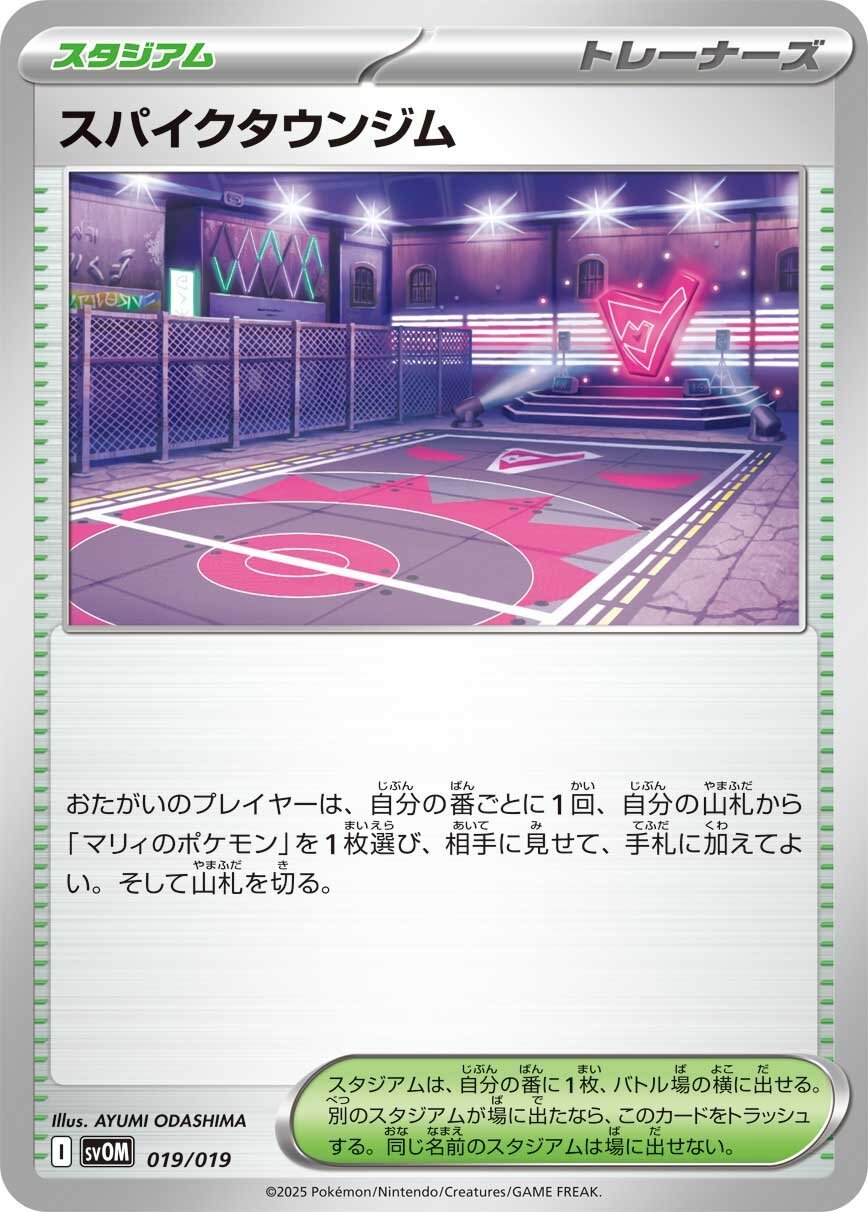 スタジアム
トレーナーズ
スパイクタウンジム
おたがいのプレイヤーは、自分の番ごとに1回、自分の山札から
「マリィのポケモン」を1枚選び、相手に見せて、手札に加えてよ
い。そして山札を切る。
スタジアムは、自分の番に1枚、バトル場の横に出せる。
別のスタジアムが場に出たなら、このカードをトラッシュ
する。同じ名前のスタジアムは場に出せない。
Illus. AYUMI ODASHIMA
I svOM 019/019
©2025 Pokémon/Nintendo/Creatures/GAME FREAK.